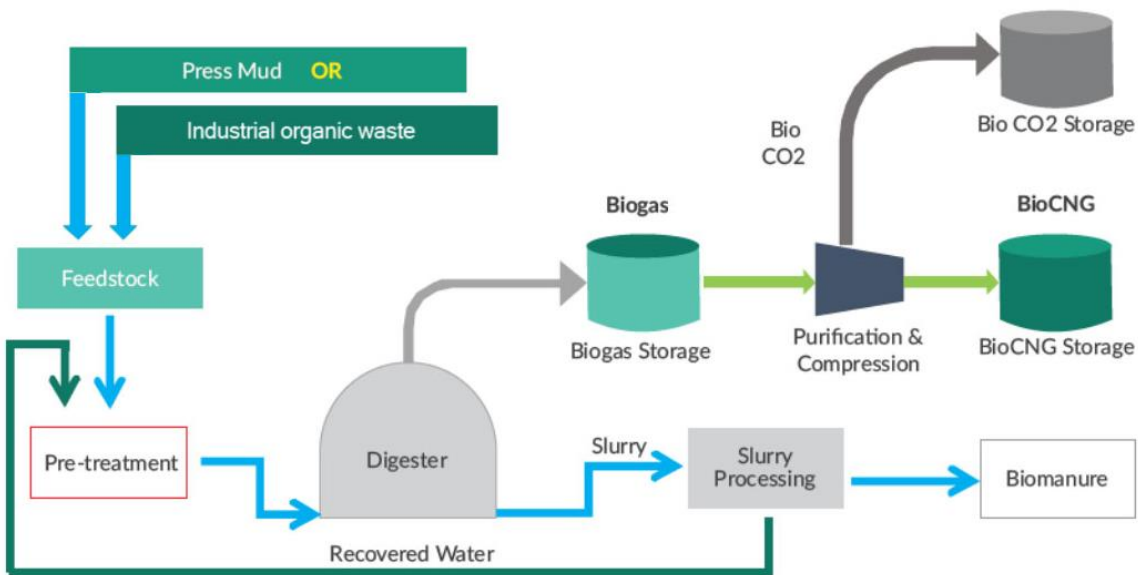 Press Mud OR
Industrial organic waste
Feedstock
Pre-treatment
Digester
Biogas
Biogas Storage
Bio
CO2
Bio CO2 Storage
BioCNG
BioCNG Storage
Purification &
Compression
Slurry
Slurry
Processing
Biomanure
Recovered Water